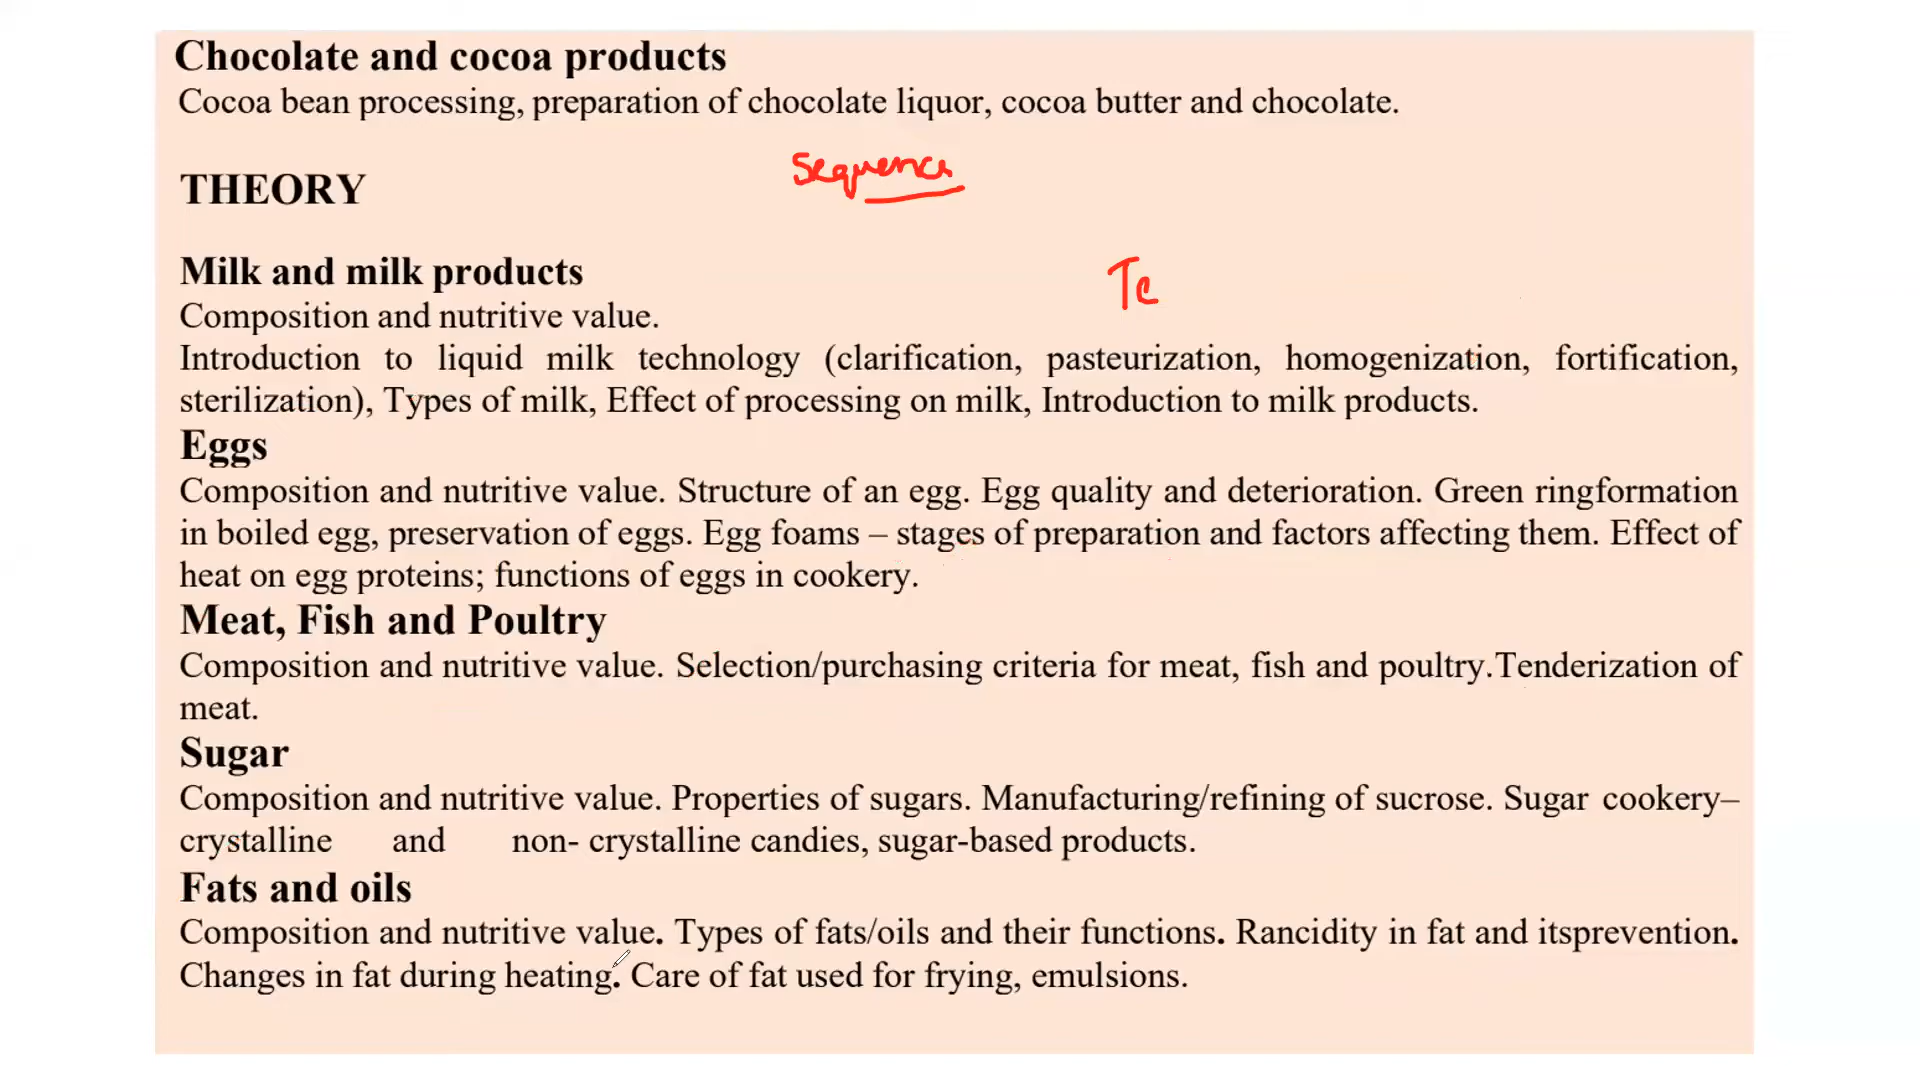 Chocolate and cocoa products
Cocoa bean processing, preparation of chocolate liquor, cocoa butter and chocolate.
Sequence
THEORY
Milk and milk products
Te
Composition and nutritive value.
Introduction to liquid milk technology (clarification, pasteurization, homogenization, fortification,
sterilization), Types of milk, Effect of processing on milk, Introduction to milk products.
Eggs
Composition and nutritive value. Structure of an egg. Egg quality and deterioration. Green ringformation
in boiled egg, preservation of eggs. Egg foams – stages of preparation and factors affecting them. Effect of
heat on egg proteins; functions of eggs in cookery.
Meat, Fish and Poultry
Composition and nutritive value. Selection/purchasing criteria for meat, fish and poultry.Tenderization of
meat.
Sugar
Composition and nutritive value. Properties of sugars. Manufacturing/refining of sucrose. Sugar cookery–
crystalline and non- crystalline candies, sugar-based products.
Fats and oils
Composition and nutritive value. Types of fats/oils and their functions. Rancidity in fat and itsprevention.
Changes in fat during heating. Care of fat used for frying, emulsions.